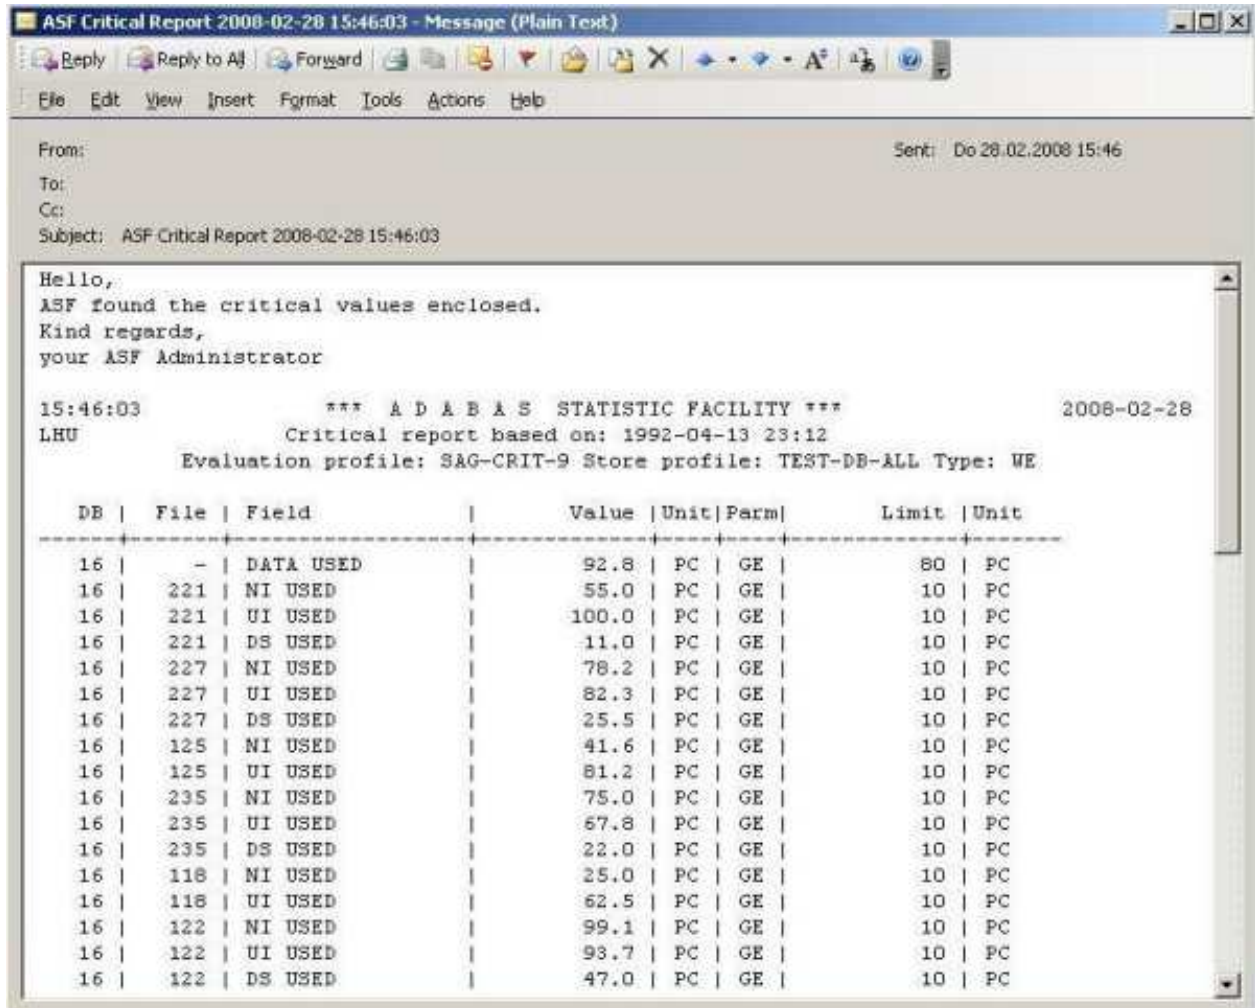 ASF Critical Report 2008-02-28 15:46:03 - Message (Plain Text)
Reply Reply to All Forward
File Edit View Insert Format Tools Actions Help
From: Sent: Do 28.02.2008 15:46
To:
Cc:
Subject: ASF Critical Report 2008-02-28 15:46:03
Hello,
ASF found the critical values enclosed.
Kind regards,
your ASF Administrator
15:46:03 *** A D A B A S STATISTIC FACILITY *** 2008-02-28
LHU Critical report based on: 1992-04-13 23:12
Evaluation profile: SAG-CRIT-9 Store profile: TEST-DB-ALL Type: WE
DB | File | Field | Value |Unit|Parm| Limit |Unit
16 | - | DATA USED | 92.8 | PC | GE | 80 | PC
16 | 221 | NI USED | 55.0 | PC | GE | 10 | PC
16 | 221 | UI USED | 100.0 | PC | GE | 10 | PC
16 | 221 | DS USED | 11.0 | PC | GE | 10 | PC
16 | 227 | NI USED | 78.2 | PC | GE | 10 | PC
16 | 227 | UI USED | 82.3 | PC | GE | 10 | PC
16 | 227 | DS USED | 25.5 | PC | GE | 10 | PC
16 | 125 | NI USED | 41.6 | PC | GE | 10 | PC
16 | 125 | UI USED | 81.2 | PC | GE | 10 | PC
16 | 235 | NI USED | 75.0 | PC | GE | 10 | PC
16 | 235 | UI USED | 67.8 | PC | GE | 10 | PC
16 | 235 | DS USED | 22.0 | PC | GE | 10 | PC
16 | 118 | NI USED | 25.0 | PC | GE | 10 | PC
16 | 118 | UI USED | 62.5 | PC | GE | 10 | PC
16 | 122 | NI USED | 99.1 | PC | GE | 10 | PC
16 | 122 | UI USED | 93.7 | PC | GE | 10 | PC
16 | 122 | DS USED | 47.0 | PC | GE | 10 | PC